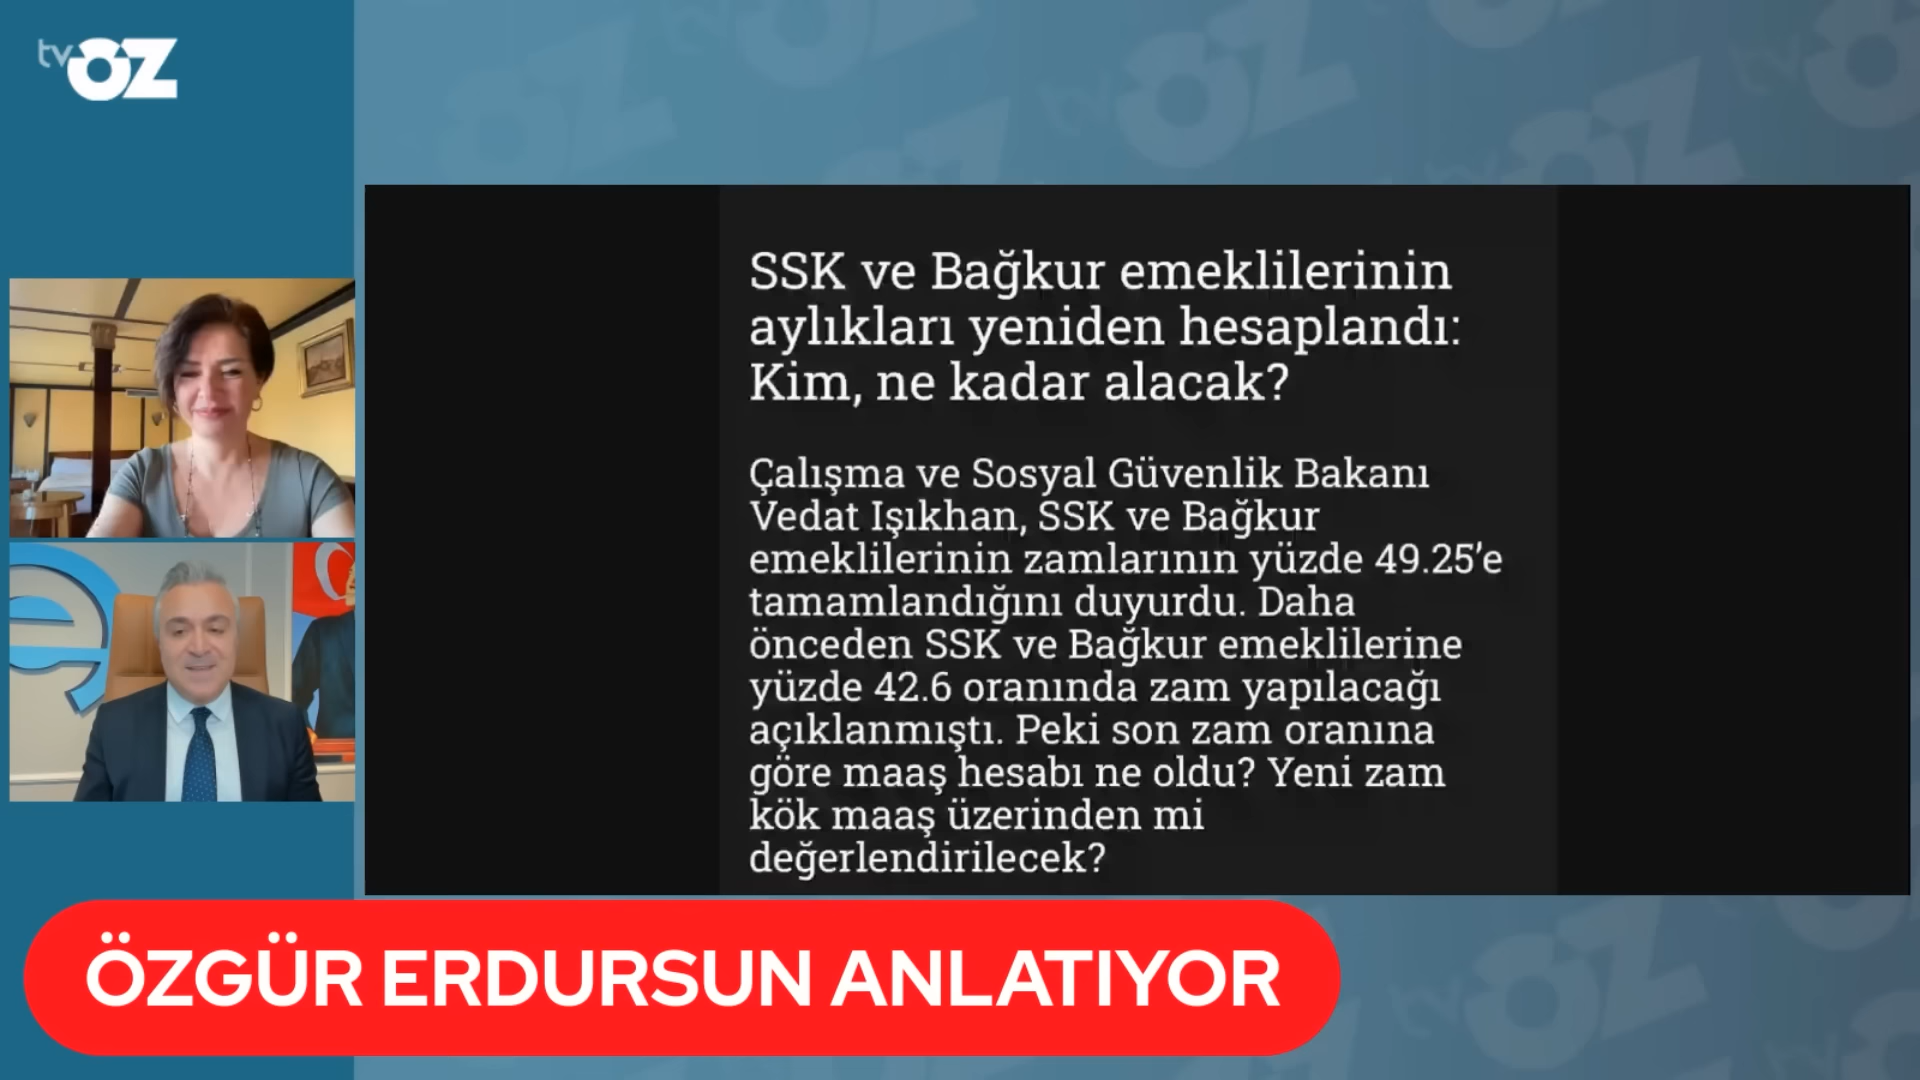 tv ÖZ
SSK ve Bağkur emeklilerinin
aylıkları yeniden hesaplandı:
Kim, ne kadar alacak?
Çalışma ve Sosyal Güvenlik Bakanı
Vedat Işıkhan, SSK ve Bağkur
emeklilerinin zamlarının yüzde 49.25’e
tamamlandığını duyurdu. Daha
önceden SSK ve Bağkur emeklilerine
yüzde 42.6 oranında zam yapılacağı
açıklanmıştı. Peki son zam oranına
göre maaş hesabı ne oldu? Yeni zam
kök maaş üzerinden mi
değerlendirilecek?
ÖZGÜR ERDURSUN ANLATIYOR